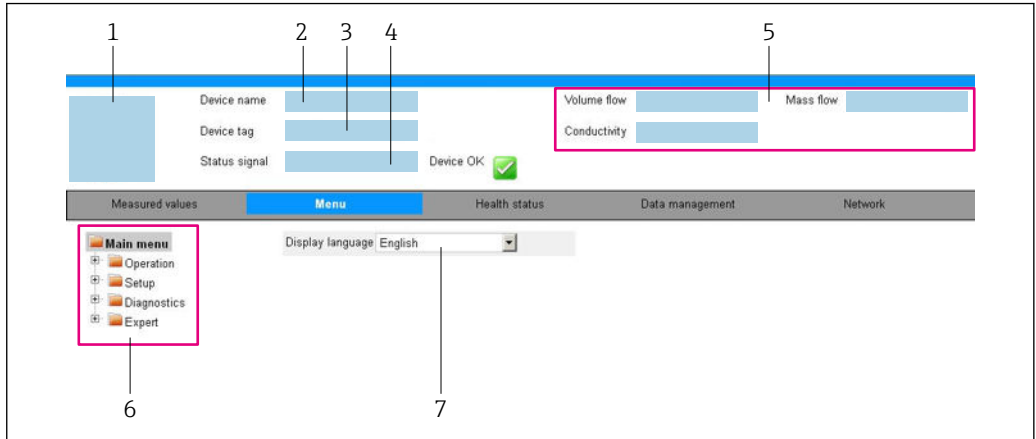 1 2 3 4 5
Device name Volume flow Mass flow
Device tag Conductivity
Status signal Device OK
Measured values Menu Health status Data management Network
Main menu Display language English
Operation
Setup
Diagnostics
Expert
6 7